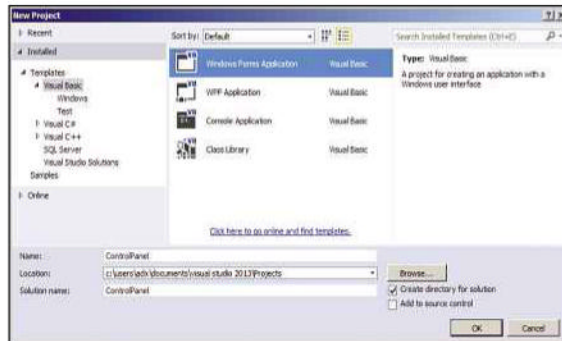 New Project
Recent
Installed
Templates
Visual Basic
Windows
Test
Visual C#
Visual C++
SQL Server
Visual Studio Solutions
Samples
Online
Sort by: Default
Search Installed Templates (Ctrl+E)
Windows Forms Application Visual Basic
WPF Application Visual Basic
Console Application Visual Basic
Class Library Visual Basic
Click here to go online and find templates.
Type: Visual Basic
A project for creating an application with a
Windows user interface
Name: ControlPanel
Location: c:\users\adx\documents\visual studio 2013\Projects
Browse...
Solution name: ControlPanel
Create directory for solution
Add to source control
OK Cancel